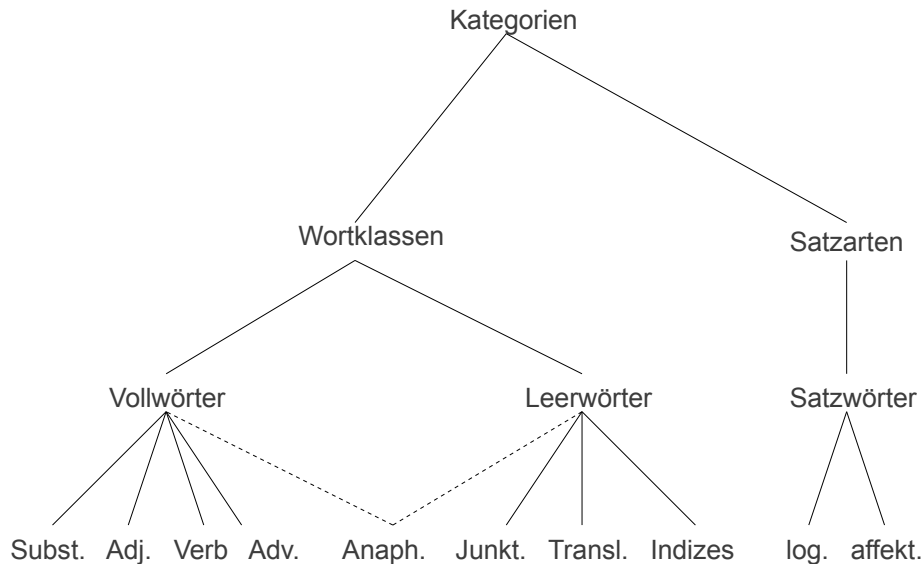 Kategorien
Wortklassen Satzarten
Vollwörter Leerwörter Satzwörter
Subst. Adj. Verb Adv. Anaph. Junkt. Transl. Indizes log. affekt.